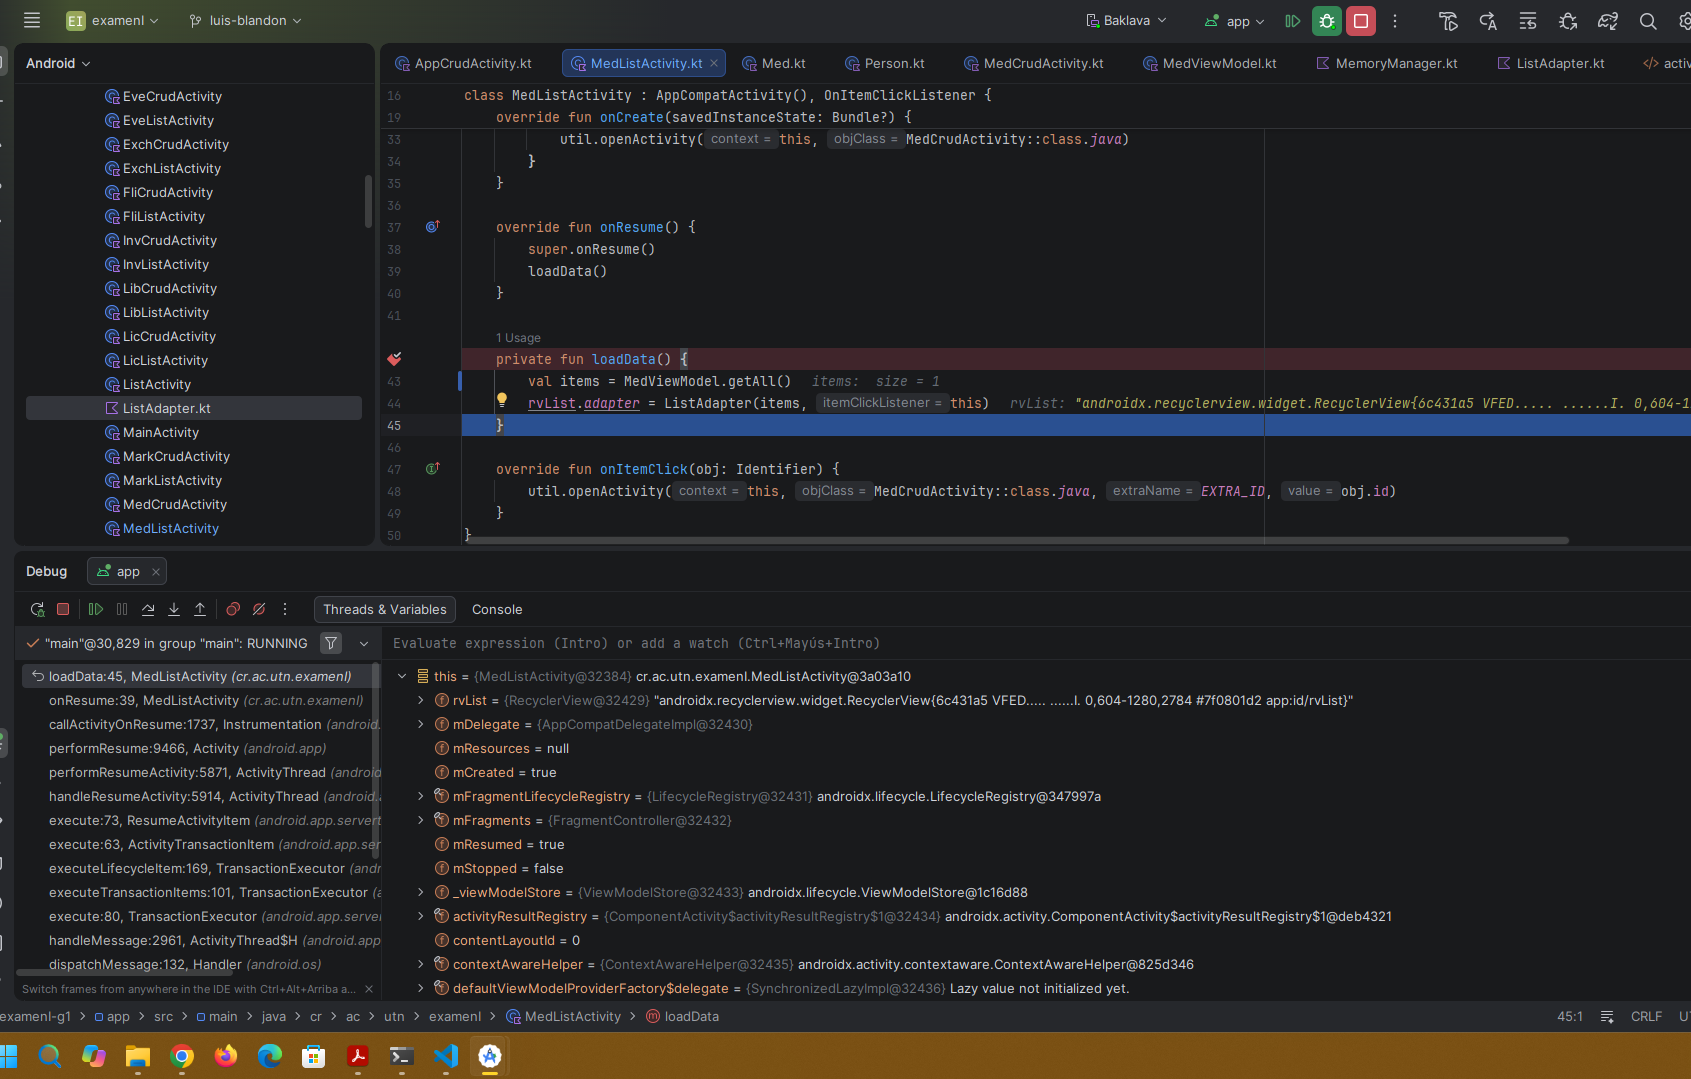 EI examenI
luis-blandon
Baklava
app
Android
AppCrudActivity.kt
MedListActivity.kt
Med.kt
Person.kt
MedCrudActivity.kt
MedViewModel.kt
MemoryManager.kt
ListAdapter.kt
EveCrudActivity
EveListActivity
ExchCrudActivity
ExchListActivity
FliCrudActivity
FliListActivity
InvCrudActivity
InvListActivity
LibCrudActivity
LibListActivity
LicCrudActivity
LicListActivity
ListActivity
ListAdapter.kt
MainActivity
MarkCrudActivity
MarkListActivity
MedCrudActivity
MedListActivity
16 class MedListActivity : AppCompatActivity(), OnItemClickListener {
19 override fun onCreate(savedInstanceState: Bundle?) {
33 util.openActivity( context = this, objClass = MedCrudActivity::class.java)
34 }
35 }
36
37 override fun onResume() {
38 super.onResume()
39 loadData()
40 }
41
1 Usage
private fun loadData() {
43 val items = MedViewModel.getAll() items: size = 1
44 rvList.adapter = ListAdapter(items, itemClickListener = this) rvList: "androidx.recyclerview.widget.RecyclerView{6c431a5 VFED..... ......I. 0,604-1
45 }
46
47 override fun onItemClick(obj: Identifier) {
48 util.openActivity( context = this, objClass = MedCrudActivity::class.java, extraName = EXTRA_ID, value = obj.id)
49 }
50 }
Debug
app
Threads & Variables
Console
"main"@30,829 in group "main": RUNNING
Evaluate expression (Intro) or add a watch (Ctrl+Mayús+Intro)
loadData:45, MedListActivity (cr.ac.utn.examenI)
onResume:39, MedListActivity (cr.ac.utn.examenI)
callActivityOnResume:1737, Instrumentation (android.
performResume:9466, Activity (android.app)
performResumeActivity:5871, ActivityThread (android
handleResumeActivity:5914, ActivityThread (android.
execute:73, ResumeActivityItem (android.app.servert
execute:63, ActivityTransactionItem (android.app.ser
executeLifecycleItem:169, TransactionExecutor (andr
executeTransactionItems:101, TransactionExecutor (a
execute:80, TransactionExecutor (android.app.server
handleMessage:2961, ActivityThread$H (android.app
dispatchMessage:132, Handler (android.os)
Switch frames from anywhere in the IDE with Ctrl+Alt+Arriba a...
this = {MedListActivity@32384} cr.ac.utn.examenI.MedListActivity@3a03a10
rvList = {RecyclerView@32429} "androidx.recyclerview.widget.RecyclerView{6c431a5 VFED..... ......I. 0,604-1280,2784 #7f0801d2 app:id/rvList}"
mDelegate = {AppCompatDelegateImpl@32430}
mResources = null
mCreated = true
mFragmentLifecycleRegistry = {LifecycleRegistry@32431} androidx.lifecycle.LifecycleRegistry@347997a
mFragments = {FragmentController@32432}
mResumed = true
mStopped = false
_viewModelStore = {ViewModelStore@32433} androidx.lifecycle.ViewModelStore@1c16d88
activityResultRegistry = {ComponentActivity$activityResultRegistry$1@32434} androidx.activity.ComponentActivity$activityResultRegistry$1@deb4321
contentLayoutId = 0
contextAwareHelper = {ContextAwareHelper@32435} androidx.activity.contextaware.ContextAwareHelper@825d346
defaultViewModelProviderFactory$delegate = {SynchronizedLazyImpl@32436} Lazy value not initialized yet.
examenI-g1 > app > src > main > java > cr > ac > utn > examenI > MedListActivity > loadData
45:1
CRLF